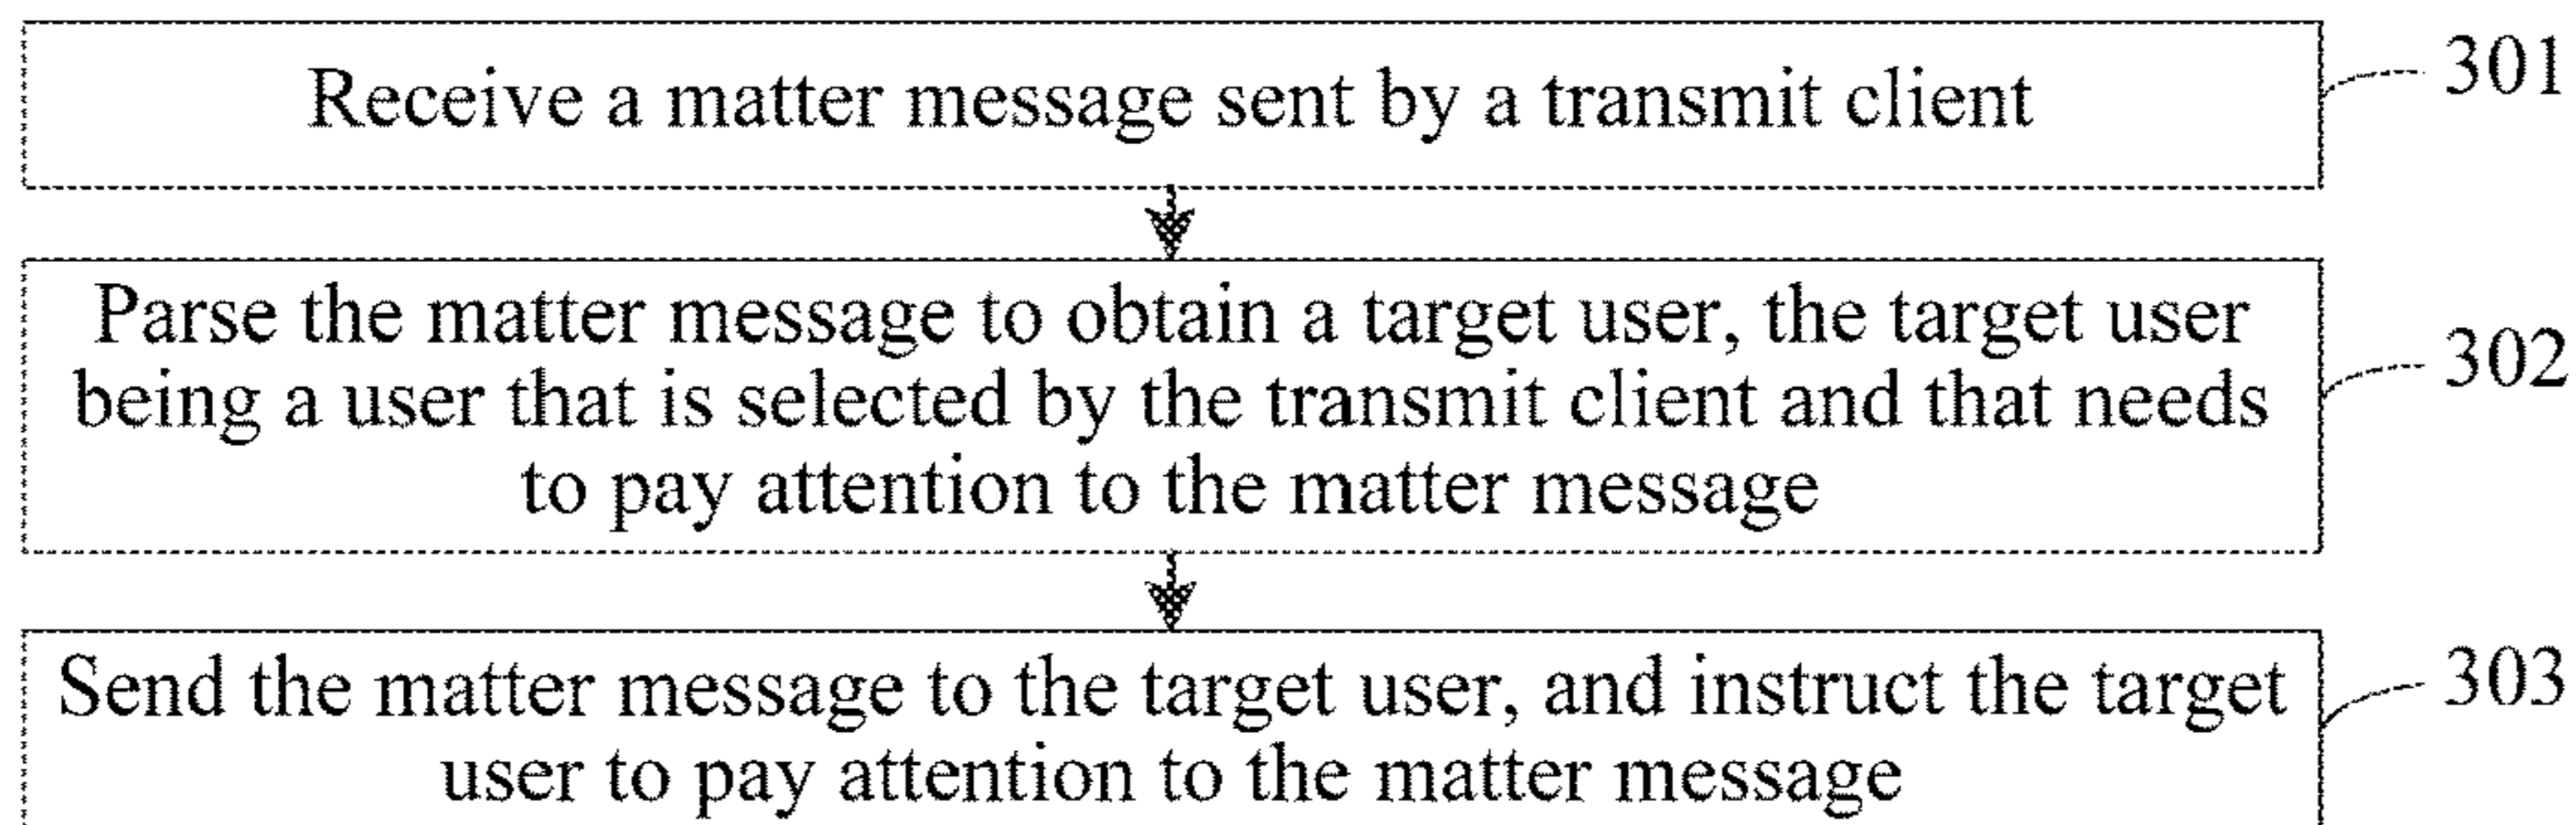 Receive a matter message sent by a transmit client
301
Parse the matter message to obtain a target user, the target user
being a user that is selected by the transmit client and that needs
to pay attention to the matter message
302
Send the matter message to the target user, and instruct the target
user to pay attention to the matter message
303